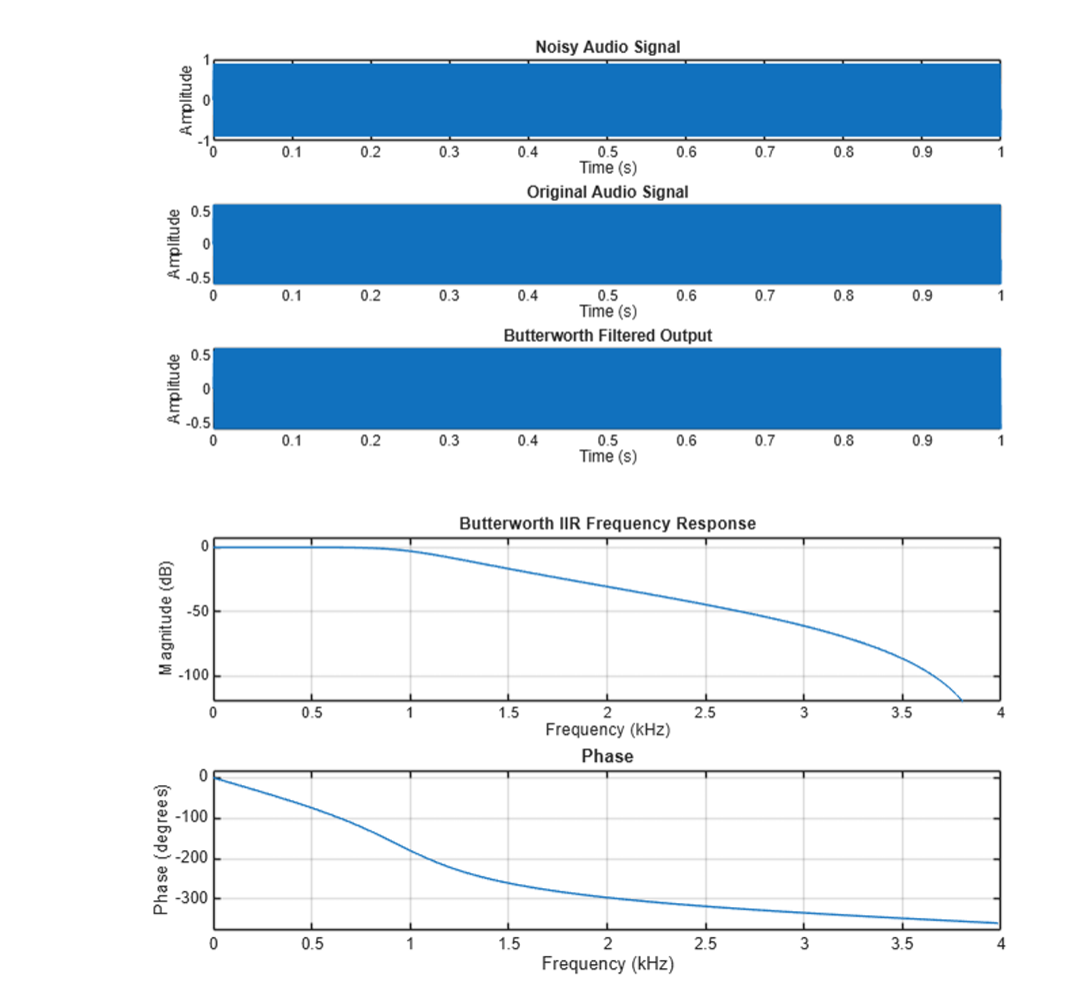 Noisy Audio Signal
1
0
-1
Amplitude
0 0.1 0.2 0.3 0.4 0.5 0.6 0.7 0.8 0.9 1
Time (s)
Original Audio Signal
0.5
0
-0.5
Amplitude
0 0.1 0.2 0.3 0.4 0.5 0.6 0.7 0.8 0.9 1
Time (s)
Butterworth Filtered Output
0.5
0
-0.5
Amplitude
0 0.1 0.2 0.3 0.4 0.5 0.6 0.7 0.8 0.9 1
Time (s)
Butterworth IIR Frequency Response
0
-50
-100
Magnitude (dB)
0 0.5 1 1.5 2 2.5 3 3.5 4
Frequency (kHz)
Phase
0
-100
-200
-300
Phase (degrees)
0 0.5 1 1.5 2 2.5 3 3.5 4
Frequency (kHz)